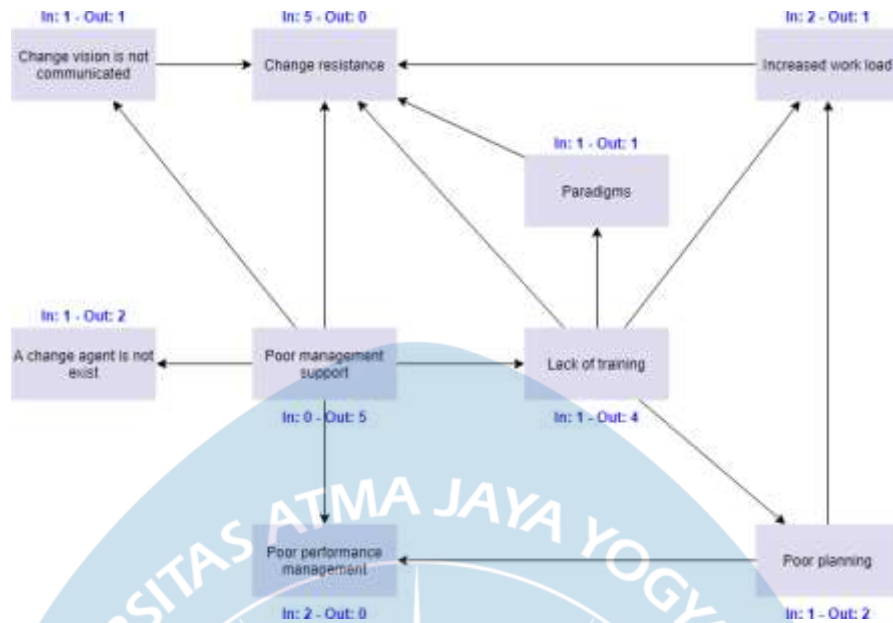 In: 1 - Out: 1
In: 5 - Out: 0
In: 2 - Out: 1
Change vision is not
communicated
Change resistance
Increased work load
In: 1 - Out: 1
Paradigms
In: 1 - Out: 2
A change agent is not
exist
Poor management
support
Lack of training
In: 0 - Out: 5
In: 1 - Out: 4
SITAS ATMA JAYA YOGYA
Poor performance
management
Poor planning
In: 2 - Out: 0
In: 1 - Out: 2